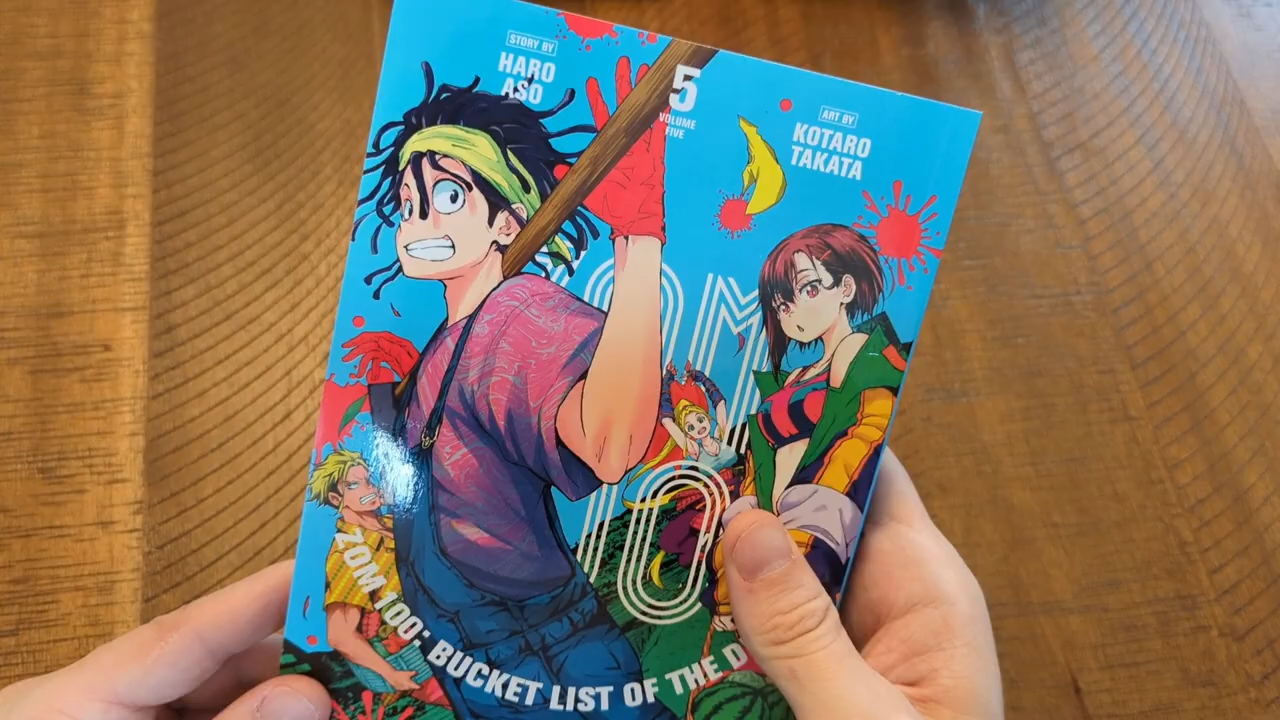 STORY BY
HARO
ASO
5
VOLUME
FIVE
ART BY
KOTARO
TAKATA
ZOM 100: BUCKET LIST OF THE D